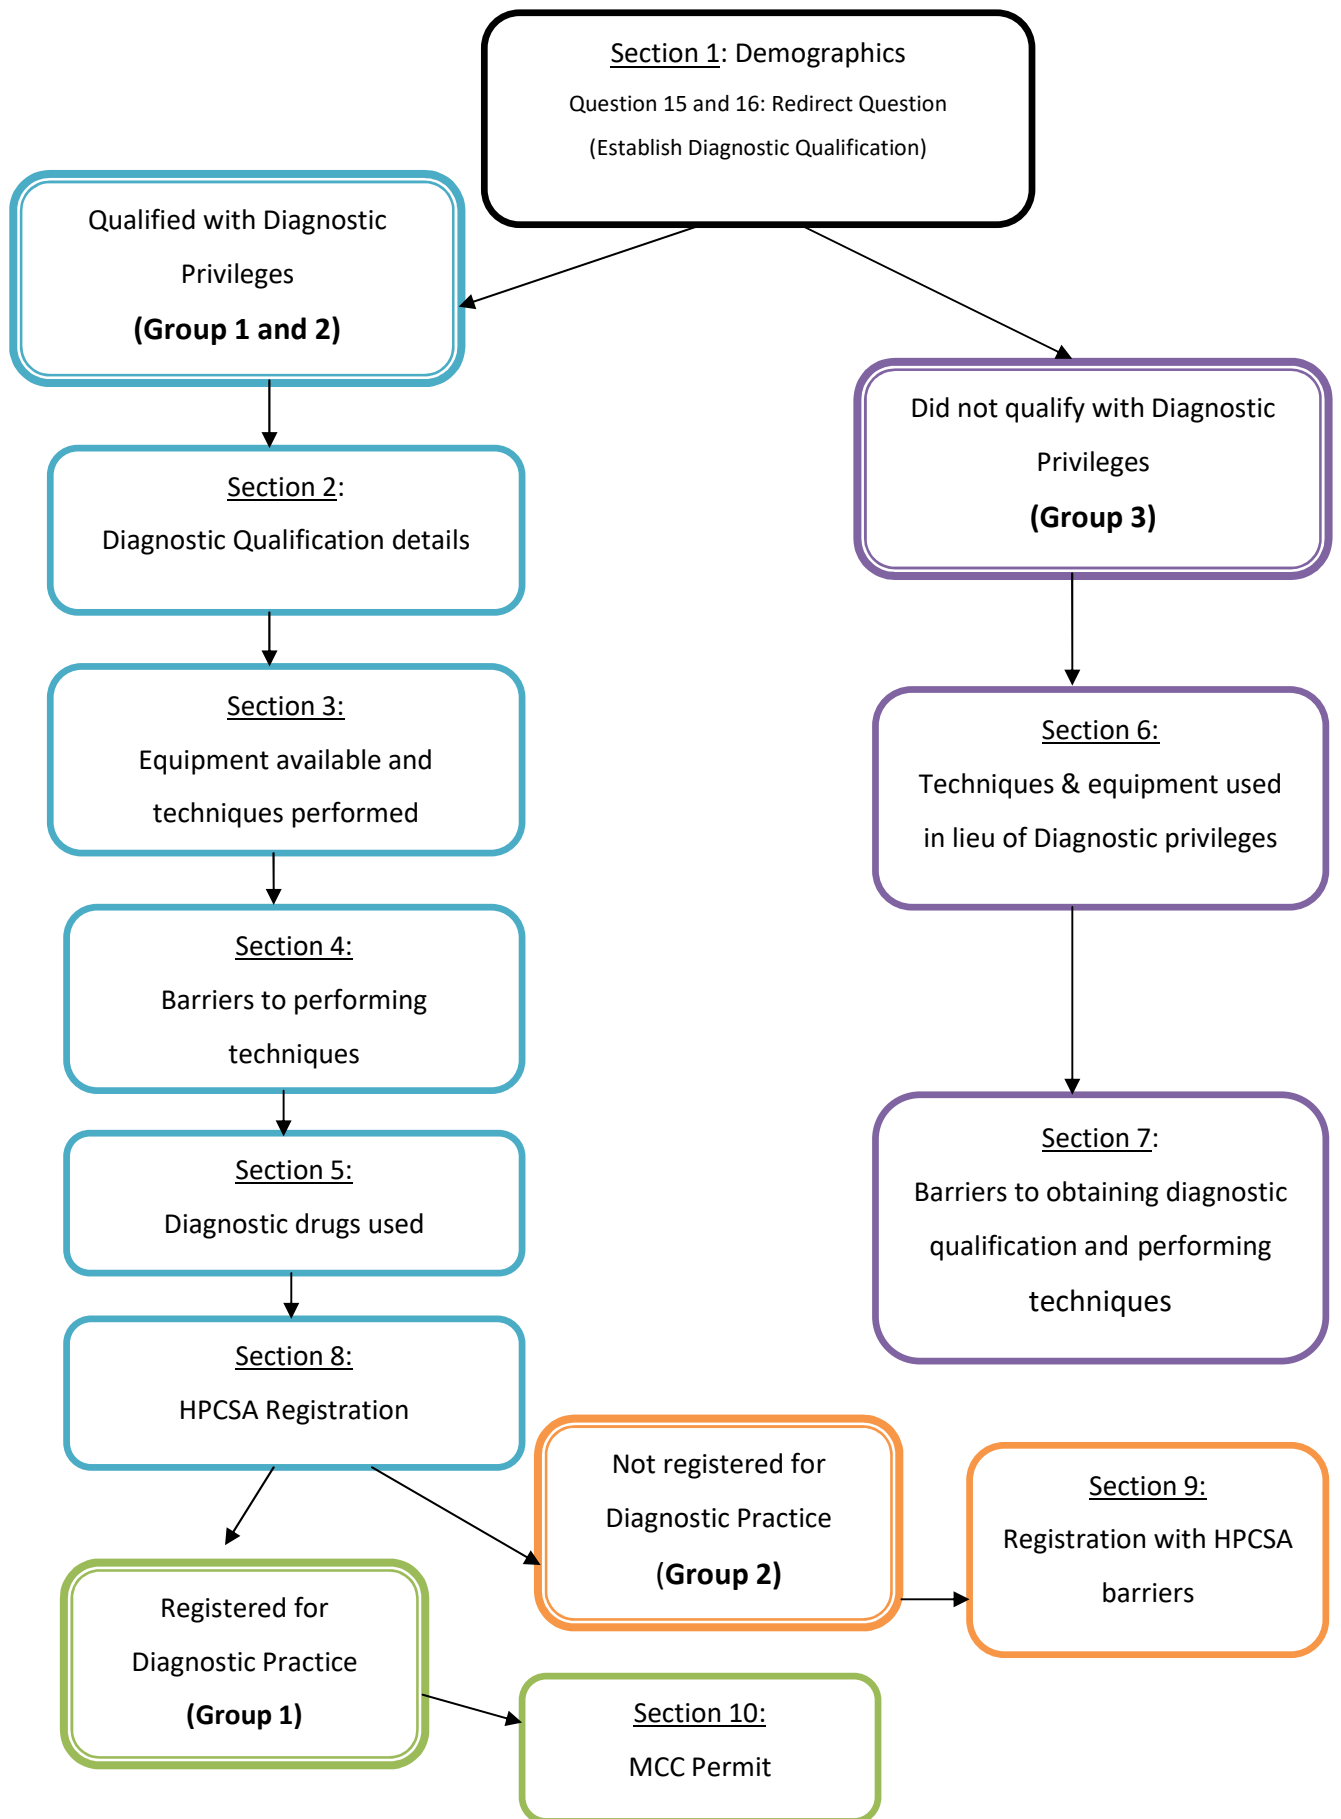 Section 1: Demographics
Question 15 and 16: Redirect Question
(Establish Diagnostic Qualification)
Qualified with Diagnostic
Privileges
(Group 1 and 2)
Did not qualify with Diagnostic
Privileges
(Group 3)
Section 2:
Diagnostic Qualification details
Section 3:
Equipment available and
techniques performed
Section 6:
Techniques & equipment used
in lieu of Diagnostic privileges
Section 4:
Barriers to performing
techniques
Section 5:
Diagnostic drugs used
Section 7:
Barriers to obtaining diagnostic
qualification and performing
techniques
Section 8:
HPCSA Registration
Not registered for
Diagnostic Practice
(Group 2)
Section 9:
Registration with HPCSA
barriers
Registered for
Diagnostic Practice
(Group 1)
Section 10:
MCC Permit